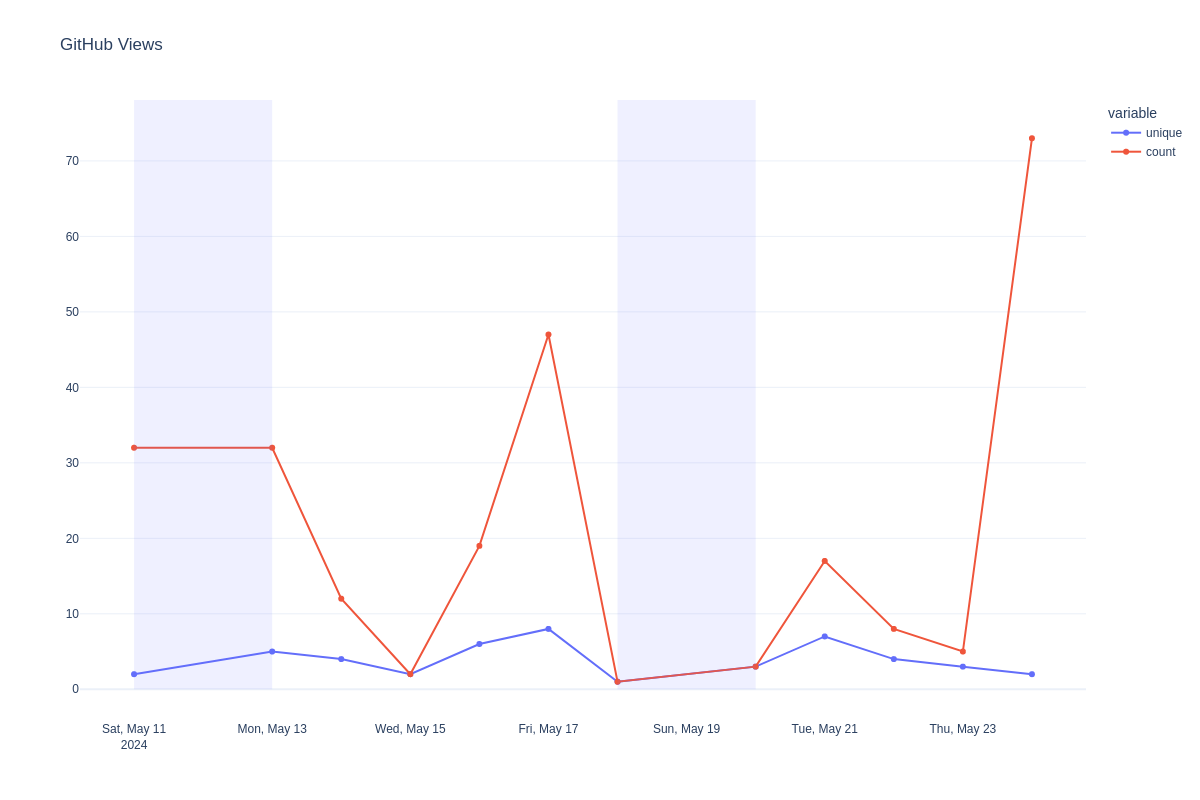 GitHub Views
variable
unique
count
70
60
50
40
30
20
10
0
Sat, May 11
2024
Mon, May 13
Wed, May 15
Fri, May 17
Sun, May 19
Tue, May 21
Thu, May 23